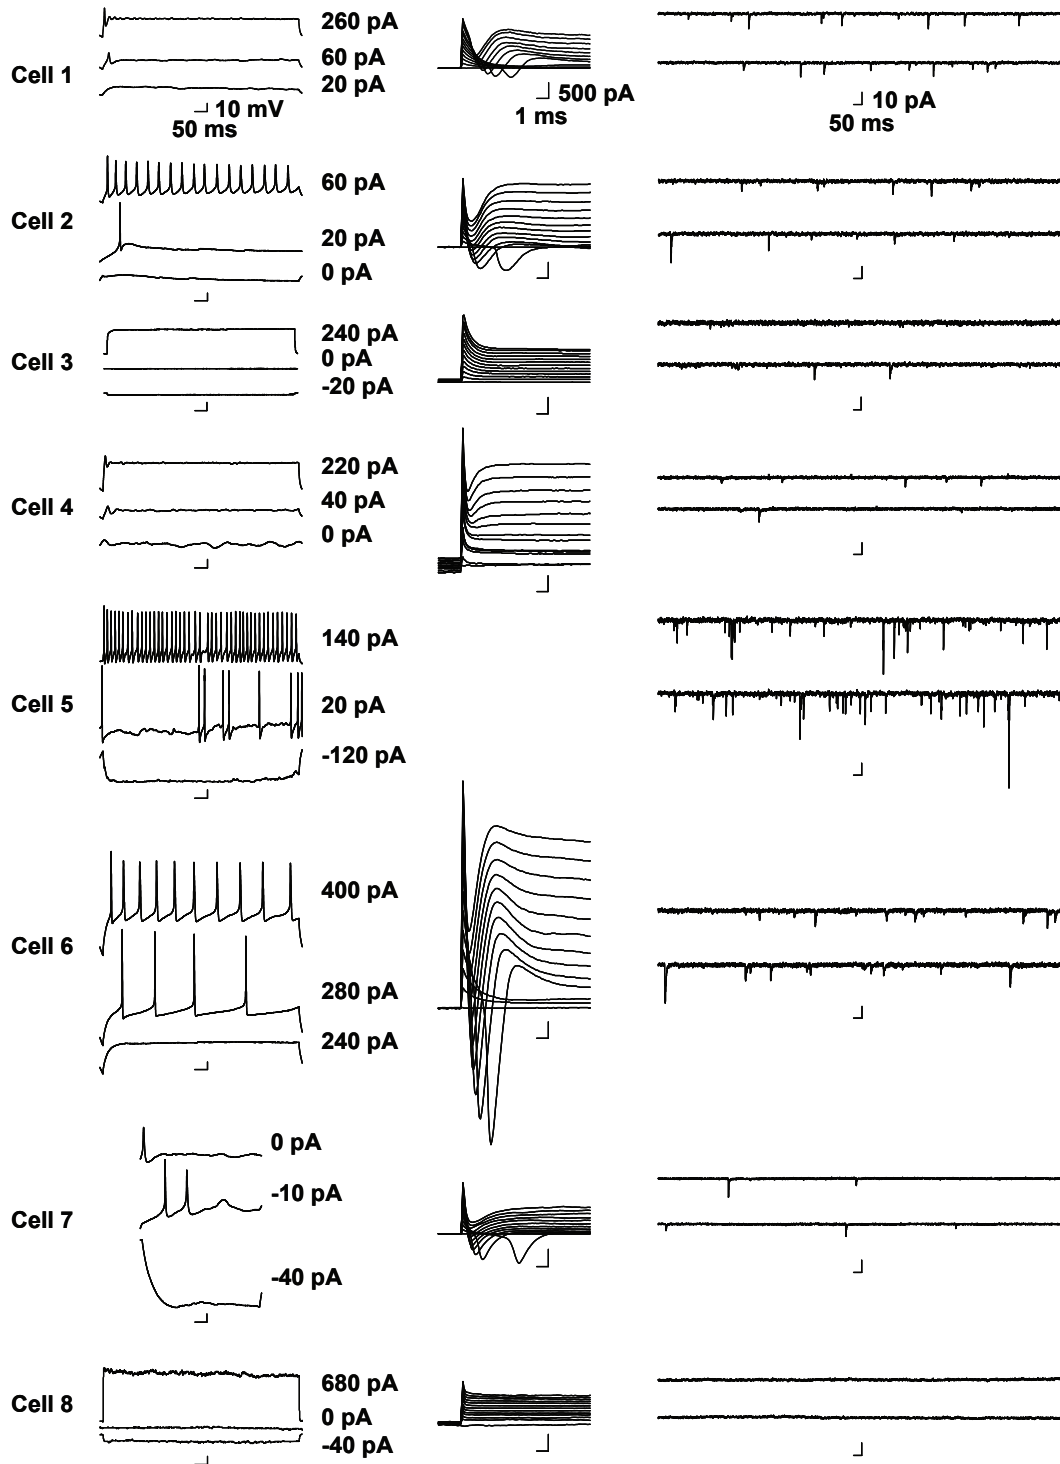 260 pA
60 pA
Cell 1
20 pA
10 mV
50 ms
500 pA
1 ms
10 pA
50 ms
60 pA
Cell 2
20 pA
0 pA
240 pA
Cell 3
0 pA
-20 pA
220 pA
Cell 4
40 pA
0 pA
140 pA
Cell 5
20 pA
-120 pA
400 pA
Cell 6
280 pA
240 pA
0 pA
-10 pA
Cell 7
-40 pA
680 pA
Cell 8
0 pA
-40 pA